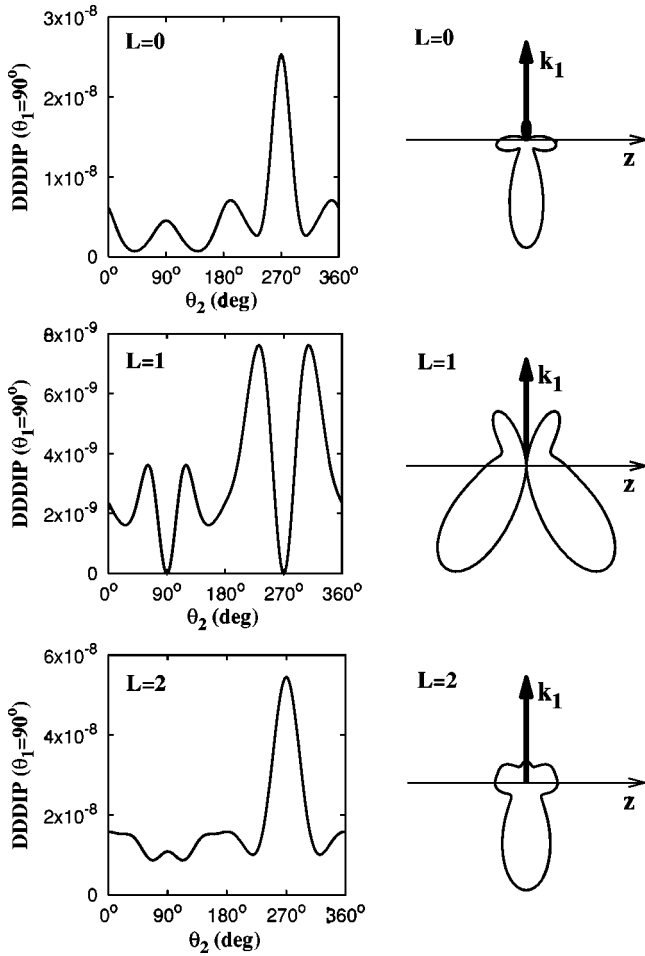 DDDIP (θ₁=90°)
3x10⁻⁸
2x10⁻⁸
1x10⁻⁸
0
L=0
0° 90° 180° 270° 360°
θ₂ (deg)
L=0
k₁
z
DDDIP (θ₁=90°)
8x10⁻⁹
6x10⁻⁹
4x10⁻⁹
2x10⁻⁹
0
L=1
0° 90° 180° 270° 360°
θ₂ (deg)
L=1
k₁
z
DDDIP (θ₁=90°)
6x10⁻⁸
4x10⁻⁸
2x10⁻⁸
0
L=2
0° 90° 180° 270° 360°
θ₂ (deg)
L=2
k₁
z